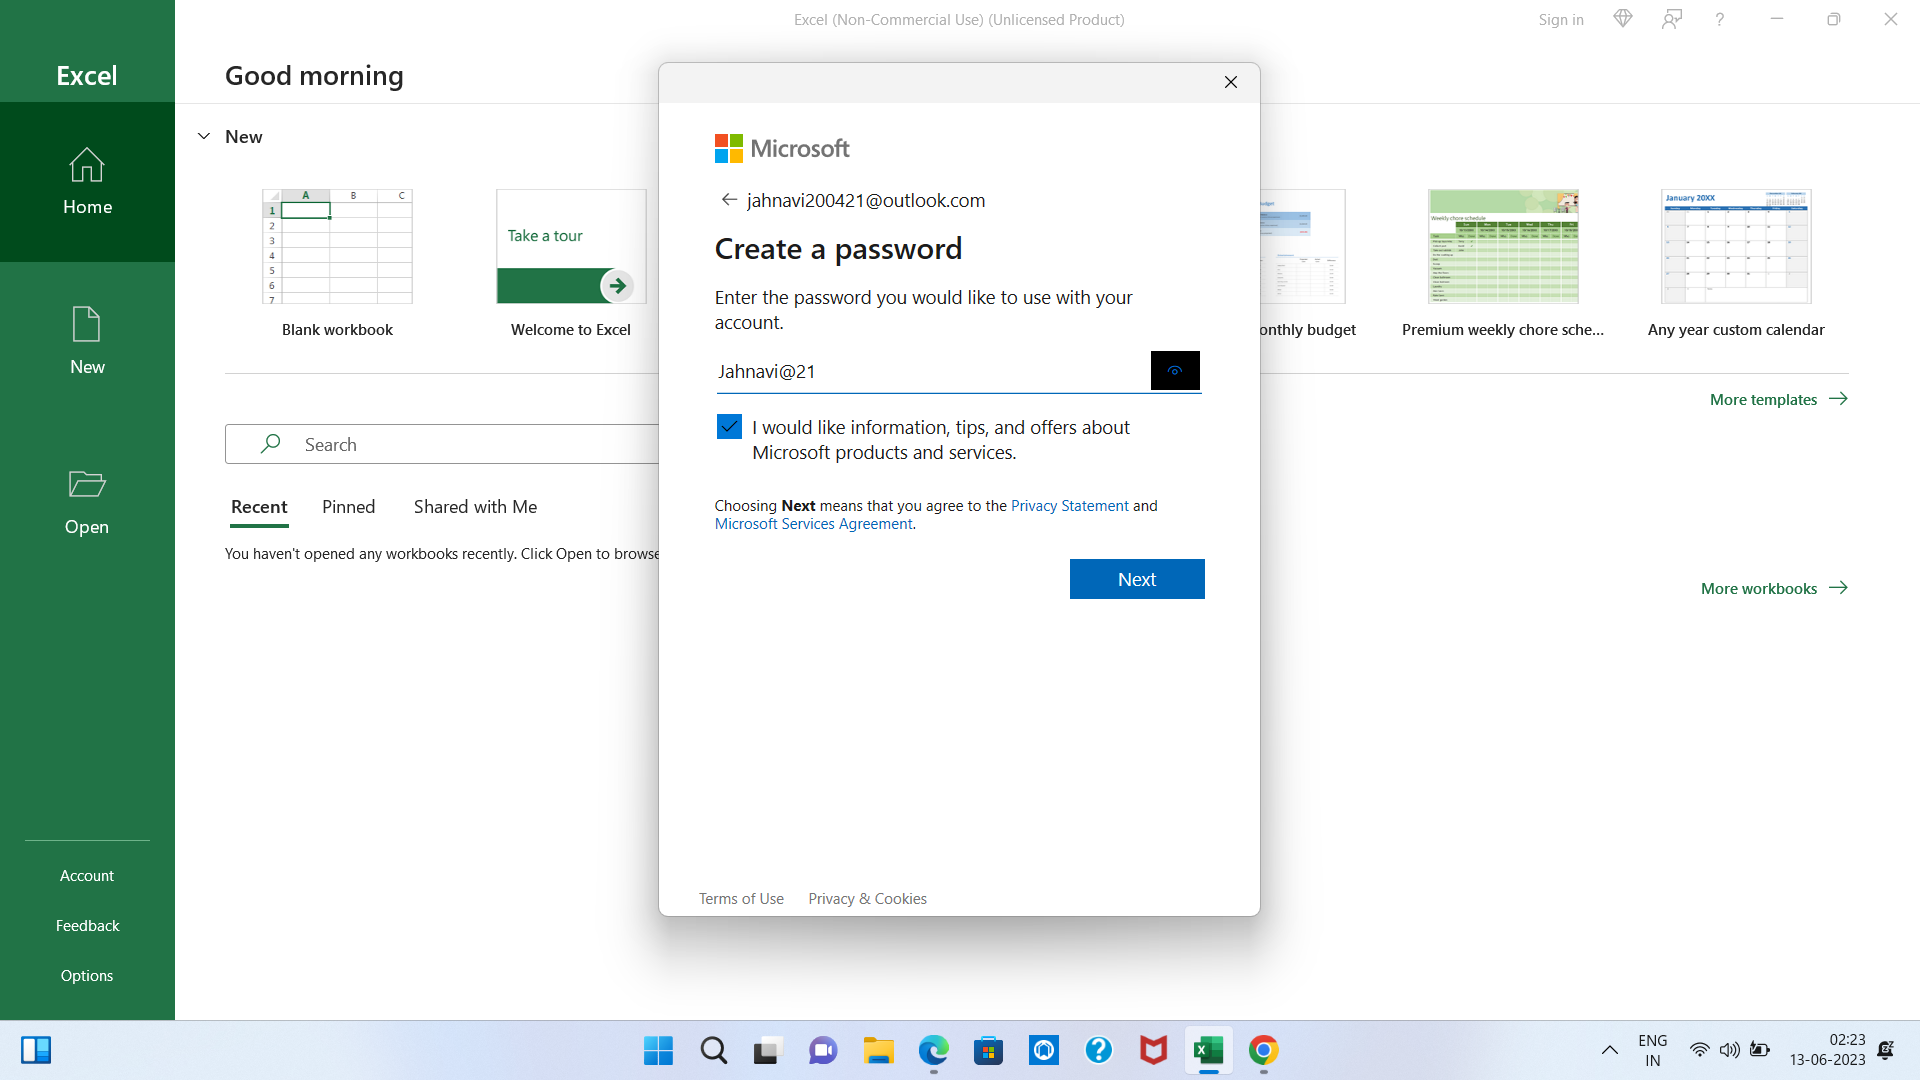 Excel (Non-Commercial Use) (Unlicensed Product)
Sign in
?
Excel
Good morning
Home
New
Open
Account
Feedback
Options
New
A B C
1
2
3
4
5
6
7
Blank workbook
Take a tour
Welcome to Excel
onthly budget
Weekly chore schedule
Premium weekly chore sche...
January 20XX
Any year custom calendar
More templates
Search
Recent Pinned Shared with Me
You haven't opened any workbooks recently. Click Open to browse
More workbooks
Microsoft
jahnavi200421@outlook.com
Create a password
Enter the password you would like to use with your
account.
Jahnavi@21
I would like information, tips, and offers about
Microsoft products and services.
Choosing Next means that you agree to the Privacy Statement and
Microsoft Services Agreement.
Next
Terms of Use Privacy & Cookies
ENG
IN
02:23
13-06-2023